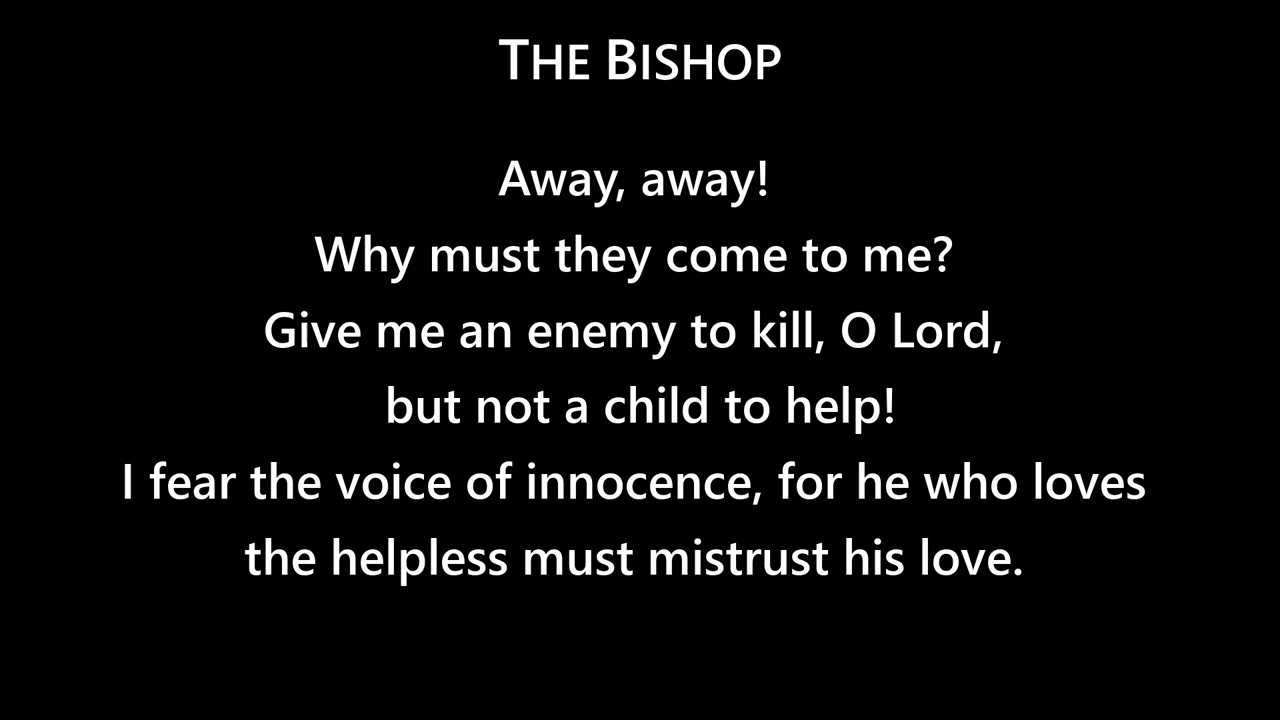 THE BISHOP
Away, away!
Why must they come to me?
Give me an enemy to kill, O Lord,
but not a child to help!
I fear the voice of innocence, for he who loves
the helpless must mistrust his love.